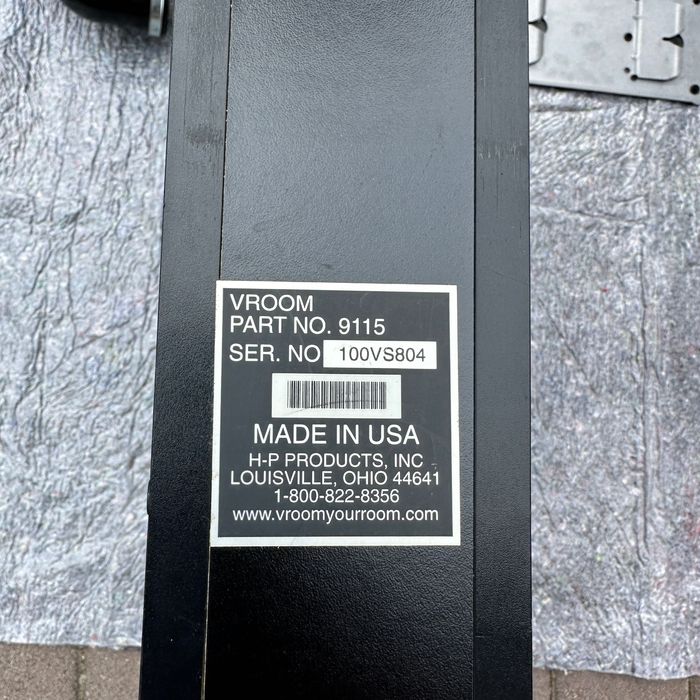 VROOM
PART NO. 9115
SER. NO 100VS804
MADE IN USA
H-P PRODUCTS, INC
LOUISVILLE, OHIO 44641
1-800-822-8356
www.vroomyourroom.com